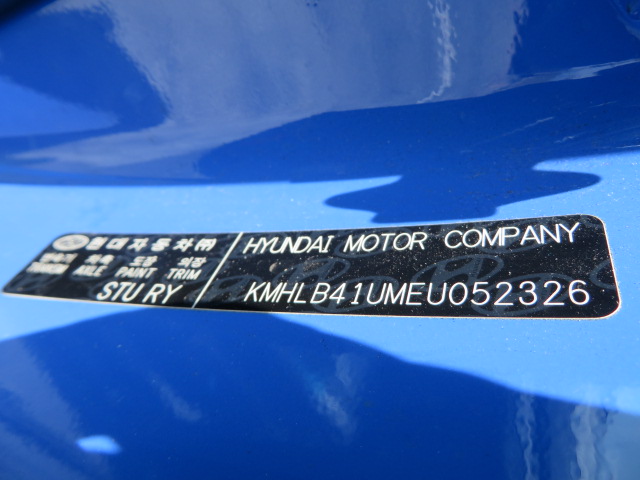 현대자동차㈜
변속기 차축 도장 의장
AXLE PAINT TRIM
STU RY
HYUNDAI MOTOR COMPANY
KMHLB41UMEU052326